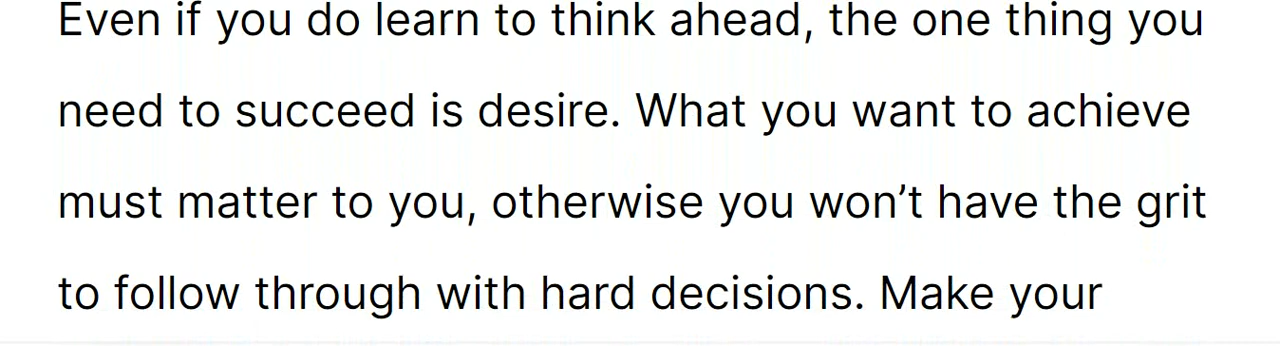 Even if you do learn to think ahead, the one thing you
need to succeed is desire. What you want to achieve
must matter to you, otherwise you won’t have the grit
to follow through with hard decisions. Make your